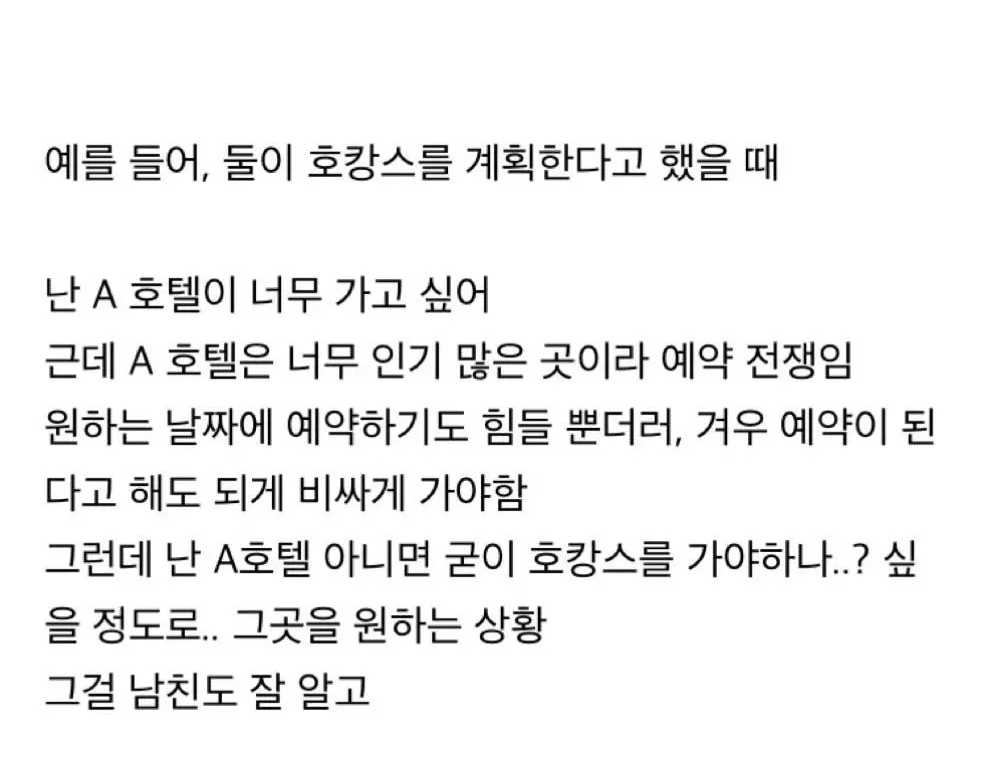 예를 들어, 둘이 호캉스를 계획한다고 했을 때
난 A 호텔이 너무 가고 싶어
근데 A 호텔은 너무 인기 많은 곳이라 예약 전쟁임
원하는 날짜에 예약하기도 힘들 뿐더러, 겨우 예약이 된
다고 해도 되게 비싸게 가야함
그런데 난 A호텔 아니면 굳이 호캉스를 가야하나..? 싶
을 정도로.. 그곳을 원하는 상황
그걸 남친도 잘 알고